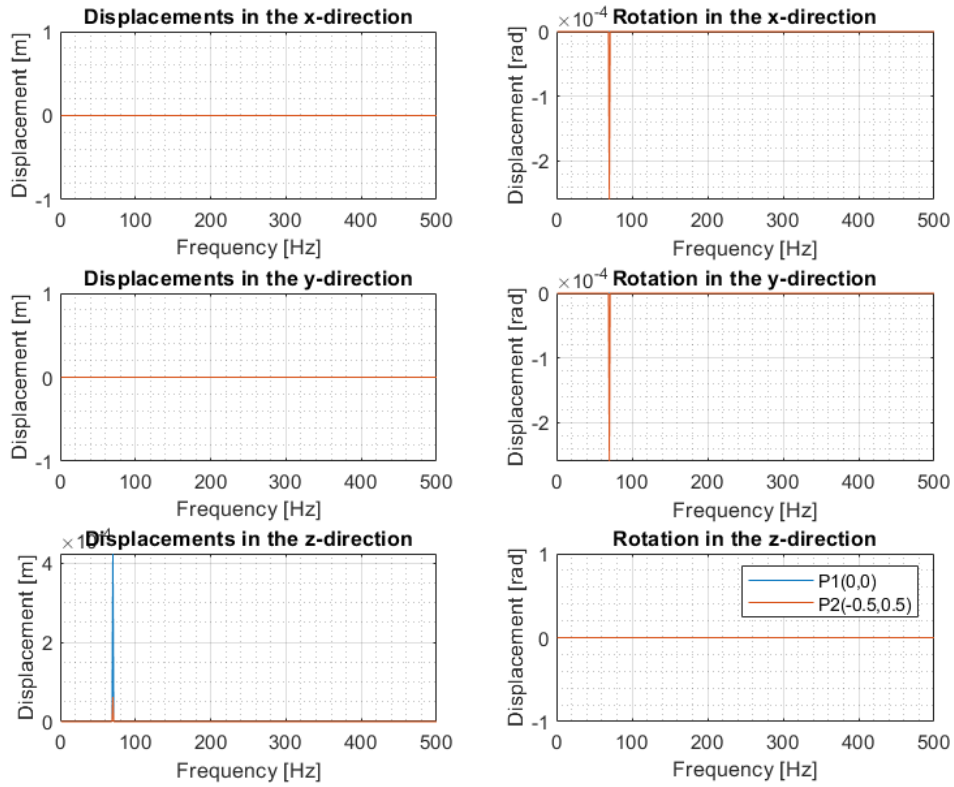 Displacements in the x-direction
Displacement [m]
1
0
-1
0 100 200 300 400 500
Frequency [Hz]
×10⁻⁴ Rotation in the x-direction
Displacement [rad]
0
-1
-2
0 100 200 300 400 500
Frequency [Hz]
Displacements in the y-direction
Displacement [m]
1
0
-1
0 100 200 300 400 500
Frequency [Hz]
×10⁻⁴ Rotation in the y-direction
Displacement [rad]
0
-1
-2
0 100 200 300 400 500
Frequency [Hz]
×10⁻⁴ Displacements in the z-direction
Displacement [m]
4
2
0
0 100 200 300 400 500
Frequency [Hz]
Rotation in the z-direction
Displacement [rad]
1
0
-1
P1(0,0)
P2(-0.5,0.5)
0 100 200 300 400 500
Frequency [Hz]